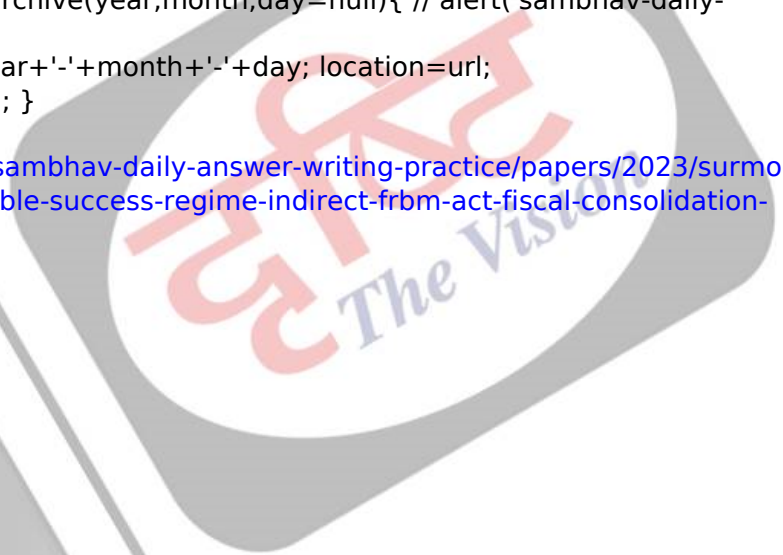 rchive(year,month,day=null){ // alert('sambhav-daily-
ar+'-'+month+'-'+day; location=url;
; }
sambhav-daily-answer-writing-practice/papers/2023/surmo
ble-success-regime-indirect-frbm-act-fiscal-consolidation-
दृष्टि
The Vision